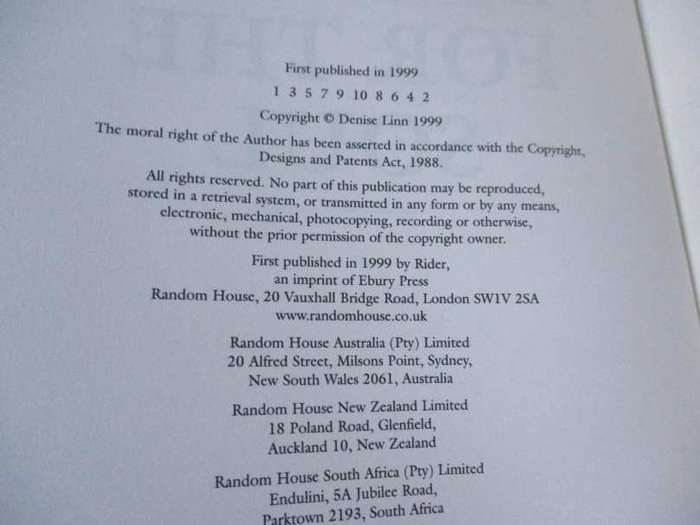 First published in 1999
1 3 5 7 9 10 8 6 4 2
Copyright © Denise Linn 1999
The moral right of the Author has been asserted in accordance with the Copyright,
Designs and Patents Act, 1988.
All rights reserved. No part of this publication may be reproduced,
stored in a retrieval system, or transmitted in any form or by any means,
electronic, mechanical, photocopying, recording or otherwise,
without the prior permission of the copyright owner.
First published in 1999 by Rider,
an imprint of Ebury Press
Random House, 20 Vauxhall Bridge Road, London SW1V 2SA
www.randomhouse.co.uk
Random House Australia (Pty) Limited
20 Alfred Street, Milsons Point, Sydney,
New South Wales 2061, Australia
Random House New Zealand Limited
18 Poland Road, Glenfield,
Auckland 10, New Zealand
Random House South Africa (Pty) Limited
Endulini, 5A Jubilee Road,
Parktown 2193, South Africa